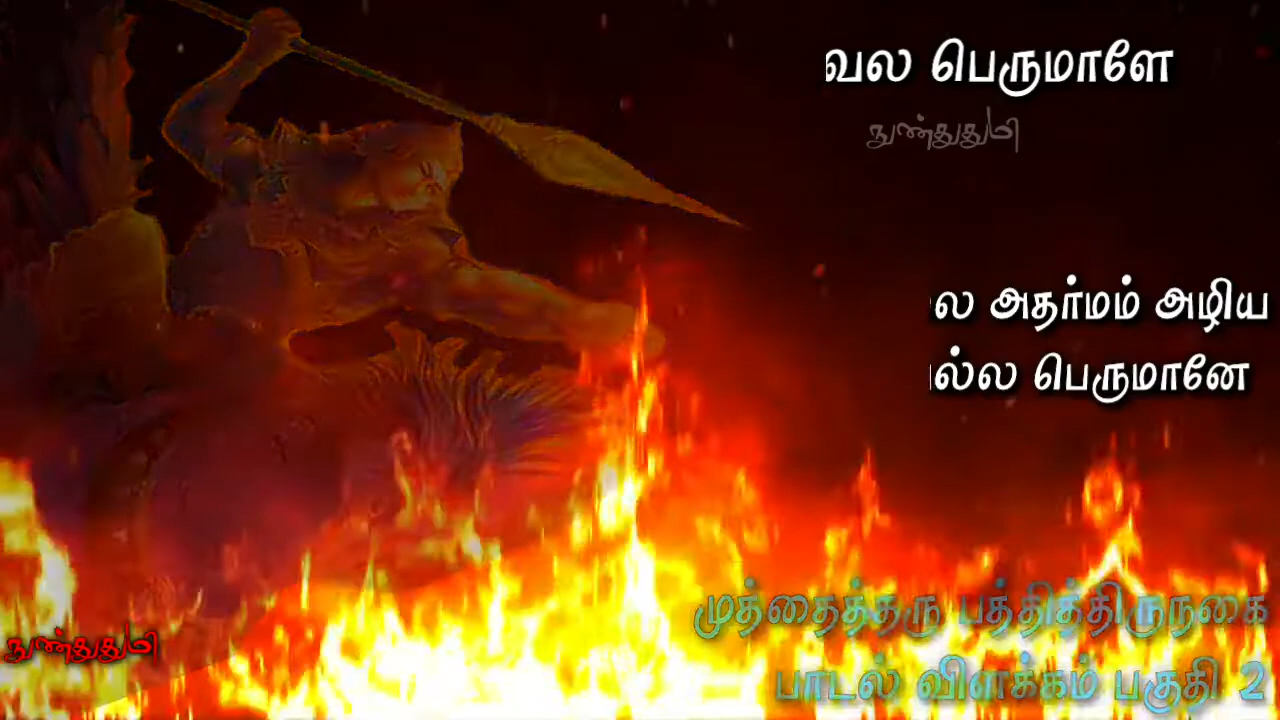 வல பெருமாளே
நுண்துதுமி
அதர்மம் அழிய
பெருமானே
முத்தைத்தரு பத்தித்திருநகை
நுண்துதுமி
பாடல் விளக்கம் பகுதி 2